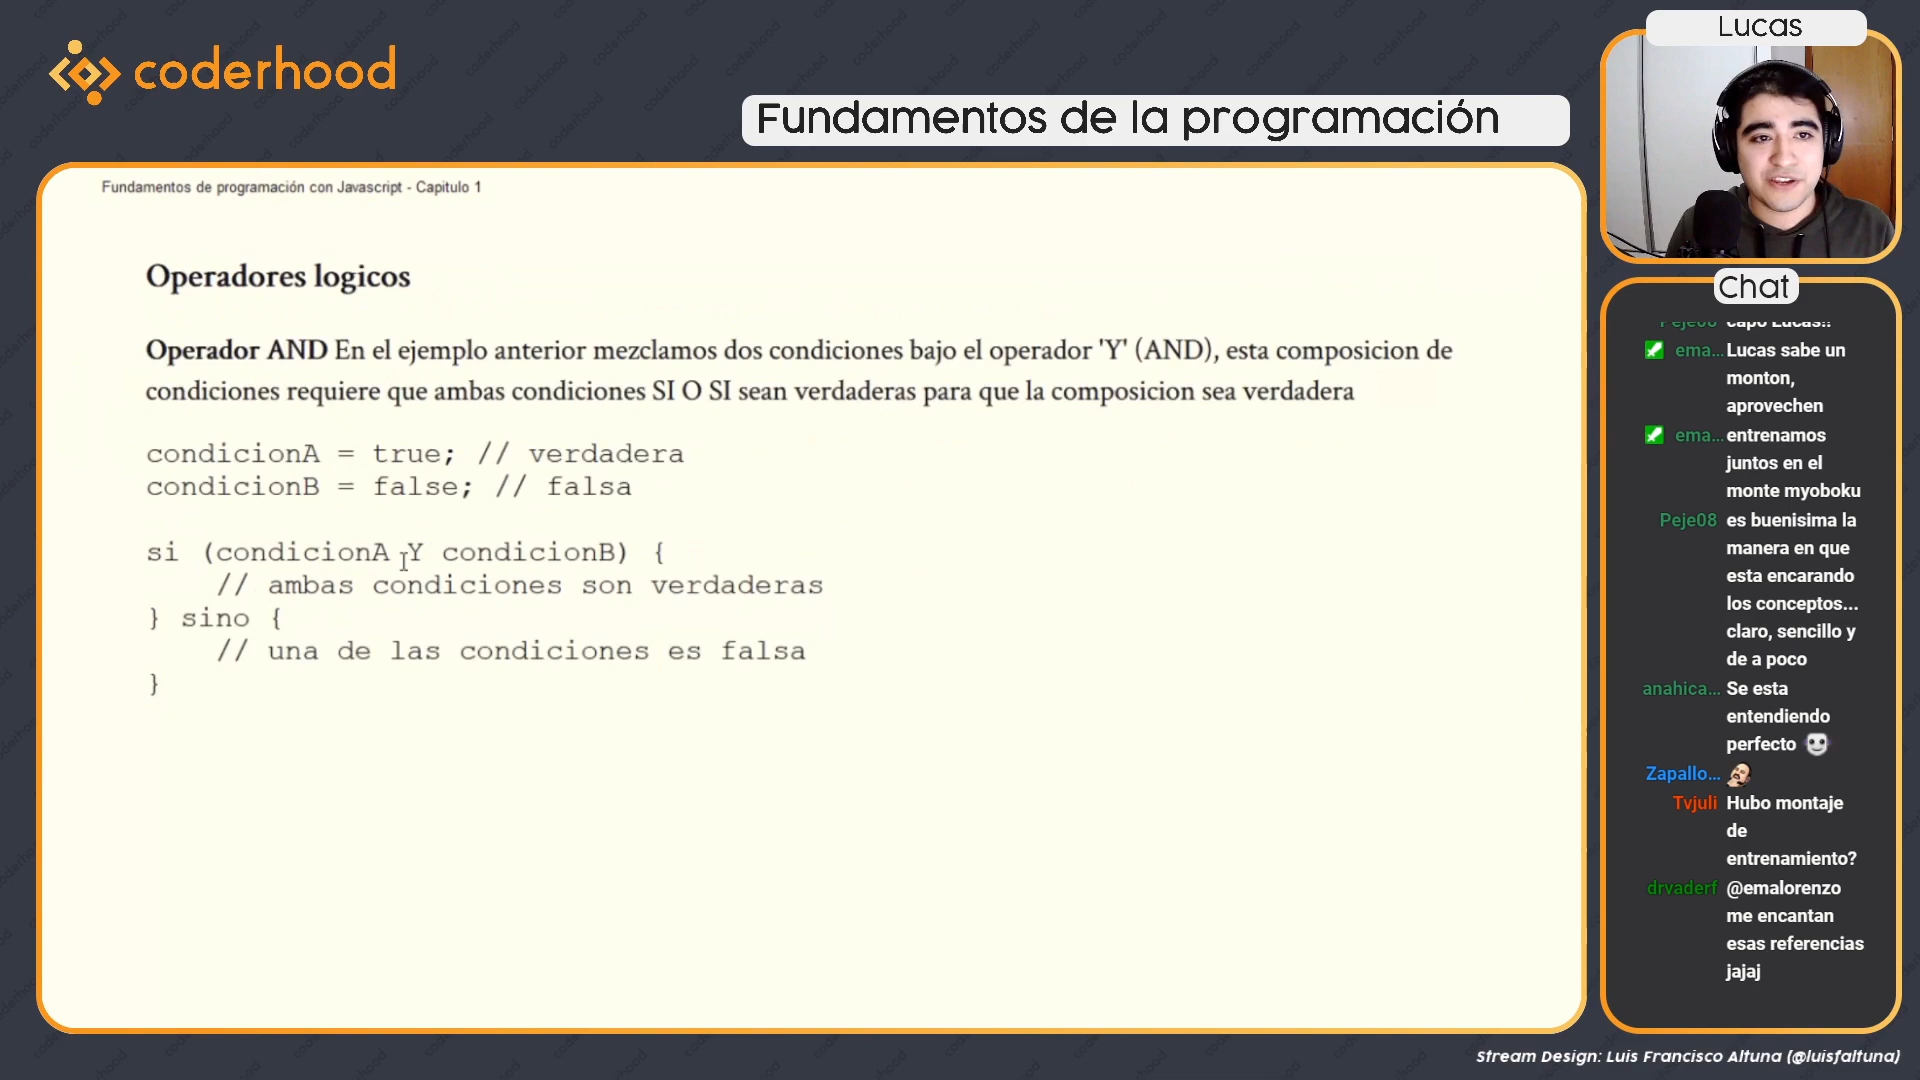 coderhood
Fundamentos de la programación
Lucas
Fundamentos de programación con Javascript - Capitulo 1
Operadores logicos
Operador AND En el ejemplo anterior mezclamos dos condiciones bajo el operador 'Y' (AND), esta composicion de
condiciones requiere que ambas condiciones SI O SI sean verdaderas para que la composicion sea verdadera
condicionA = true; // verdadera
condicionB = false; // falsa
si (condicionA Y condicionB) {
// ambas condiciones son verdaderas
} sino {
// una de las condiciones es falsa
}
Chat
Peje08 capo Lucas!!
ema... Lucas sabe un
monton,
aprovechen
ema... entrenamos
juntos en el
monte myoboku
Peje08 es buenisima la
manera en que
esta encarando
los conceptos...
claro, sencillo y
de a poco
anahica... Se esta
entendiendo
perfecto
Zapallo...
Tvjuli Hubo montaje
de
entrenamiento?
drvaderf @emalorenzo
me encantan
esas referencias
jajaj
Stream Design: Luis Francisco Altuna (@luisfaltuna)